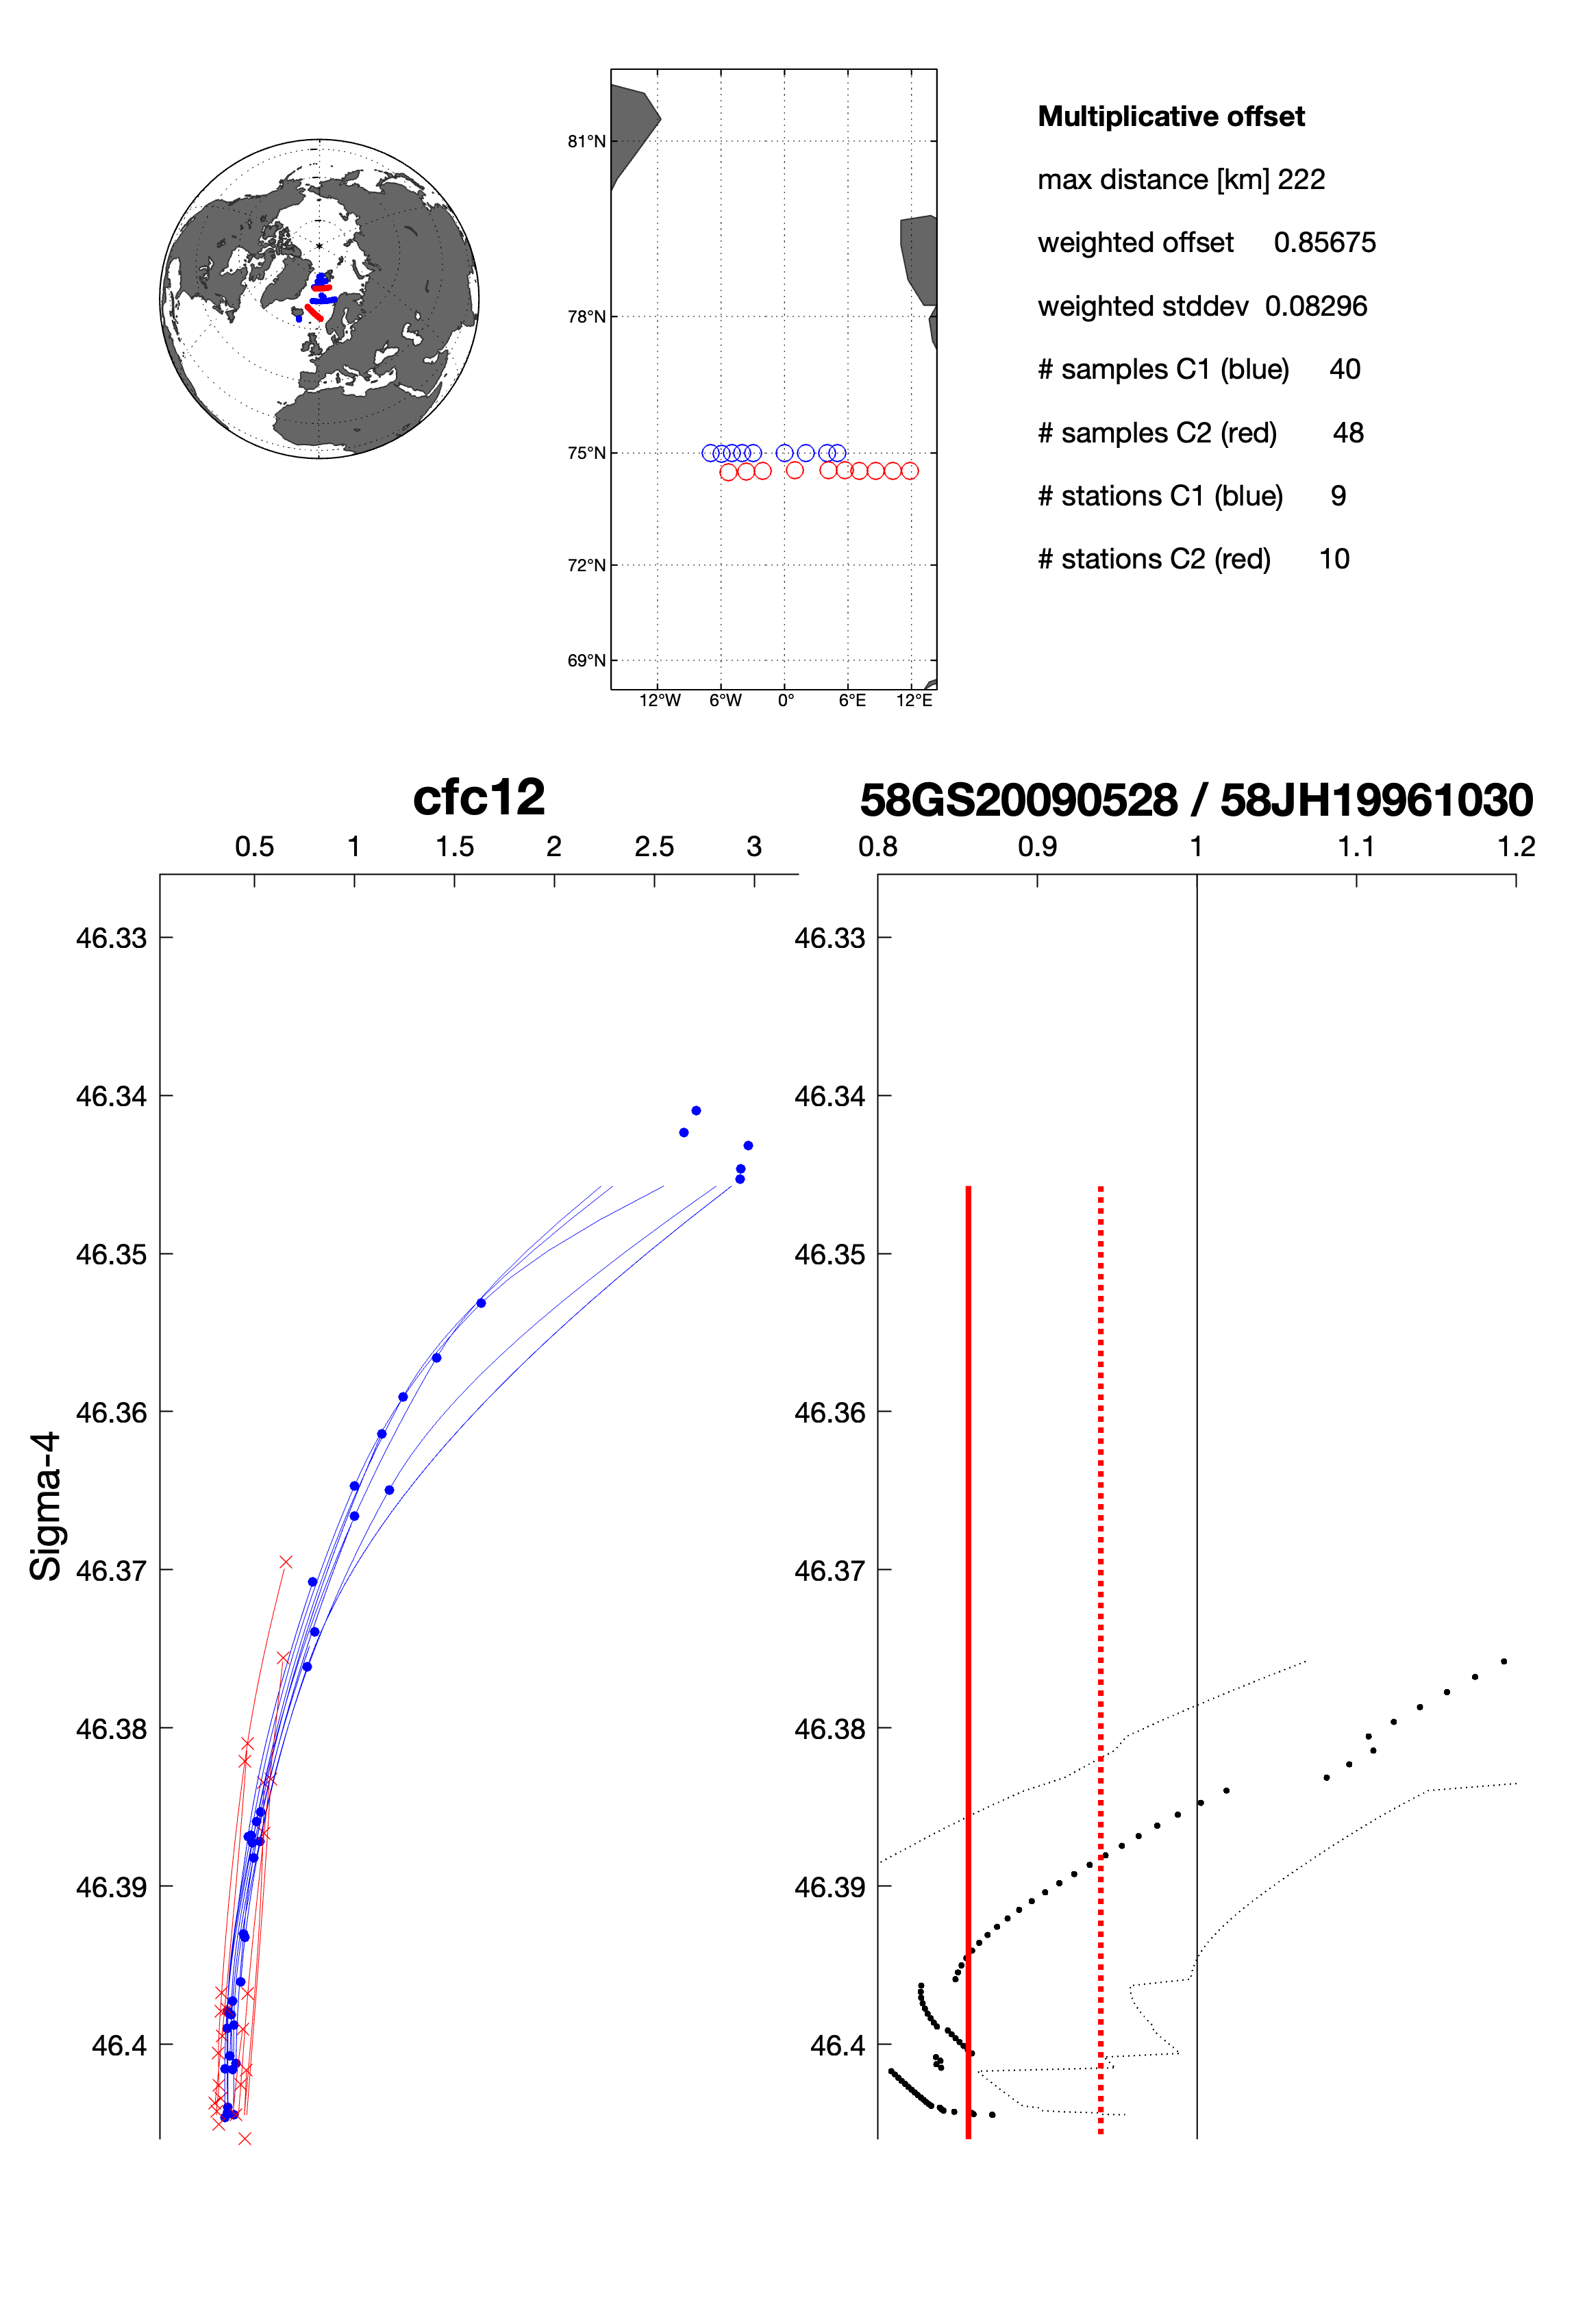 81°N
78°N
75°N
72°N
69°N
12°W 6°W 0° 6°E 12°E
Multiplicative offset
max distance [km] 222
weighted offset 0.85675
weighted stddev 0.08296
# samples C1 (blue) 40
# samples C2 (red) 48
# stations C1 (blue) 9
# stations C2 (red) 10
cfc12
0.5 1 1.5 2 2.5 3
46.33
46.34
46.35
46.36
46.37
46.38
46.39
46.4
Sigma-4
58GS20090528 / 58JH19961030
0.8 0.9 1 1.1 1.2
46.33
46.34
46.35
46.36
46.37
46.38
46.39
46.4